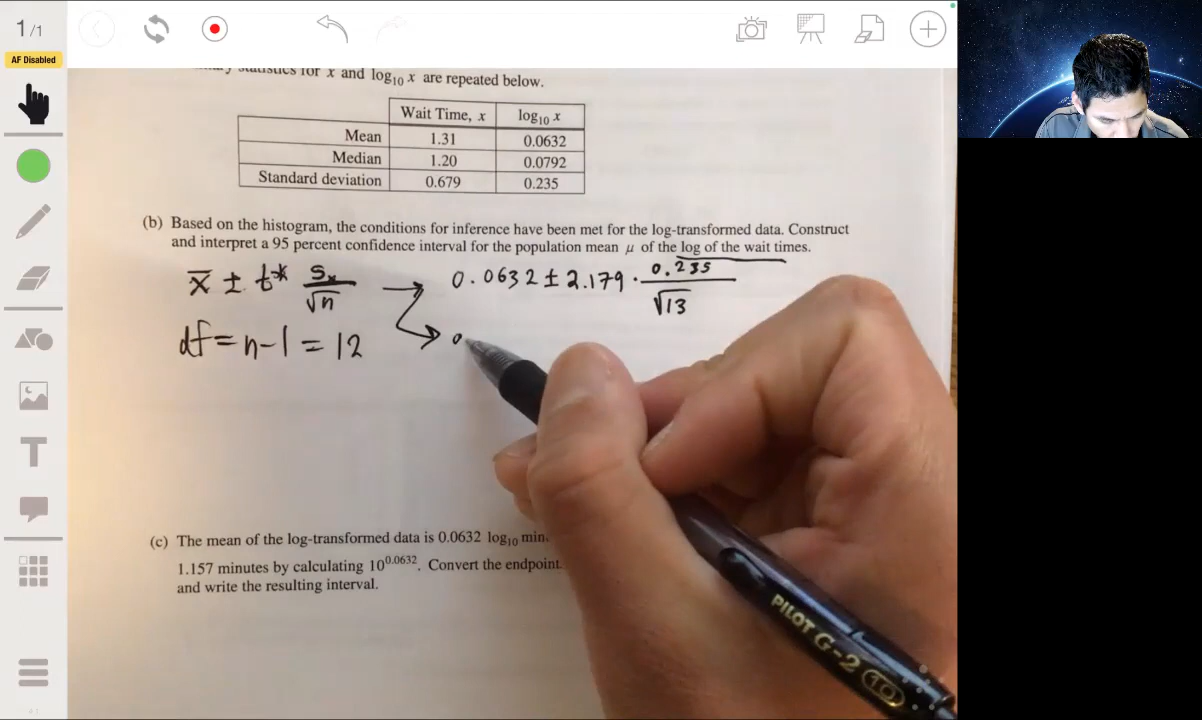 1/1
AF Disabled
statistics for x and log₁₀ x are repeated below.
Wait Time, x log₁₀ x
Mean 1.31 0.0632
Median 1.20 0.0792
Standard deviation 0.679 0.235
(b) Based on the histogram, the conditions for inference have been met for the log-transformed data. Construct
and interpret a 95 percent confidence interval for the population mean μ of the log of the wait times.
x̄ ± t* Sx/√n → 0.0632 ± 2.179 · 0.235/√13
df = n-1 = 12 → 0
(c) The mean of the log-transformed data is 0.0632 log₁₀ min.
1.157 minutes by calculating 10^0.0632. Convert the endpoint
and write the resulting interval.
T
PILOT G-2 10